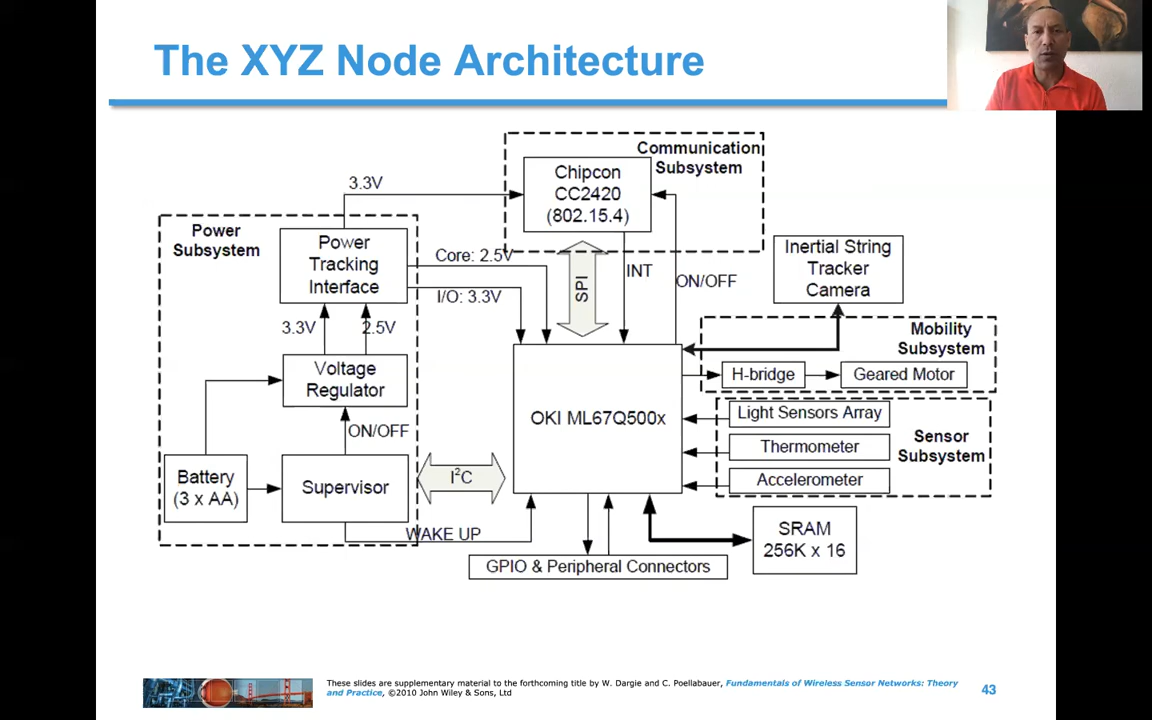 The XYZ Node Architecture
Communication
Subsystem
Chipcon
CC2420
(802.15.4)
3.3V
Power
Subsystem
Power
Tracking
Interface
Core: 2.5V
I/O: 3.3V
SPI
INT
ON/OFF
Inertial String
Tracker
Camera
3.3V
2.5V
Mobility
Subsystem
H-bridge
Geared Motor
Voltage
Regulator
OKI ML67Q500x
Light Sensors Array
Thermometer
Accelerometer
Sensor
Subsystem
ON/OFF
Battery
(3 x AA)
Supervisor
I²C
WAKE UP
SRAM
256K x 16
GPIO & Peripheral Connectors
These slides are supplementary material to the forthcoming title by W. Dargie and C. Poellabauer, Fundamentals of Wireless Sensor Networks: Theory
and Practice, ©2010 John Wiley & Sons, Ltd
43